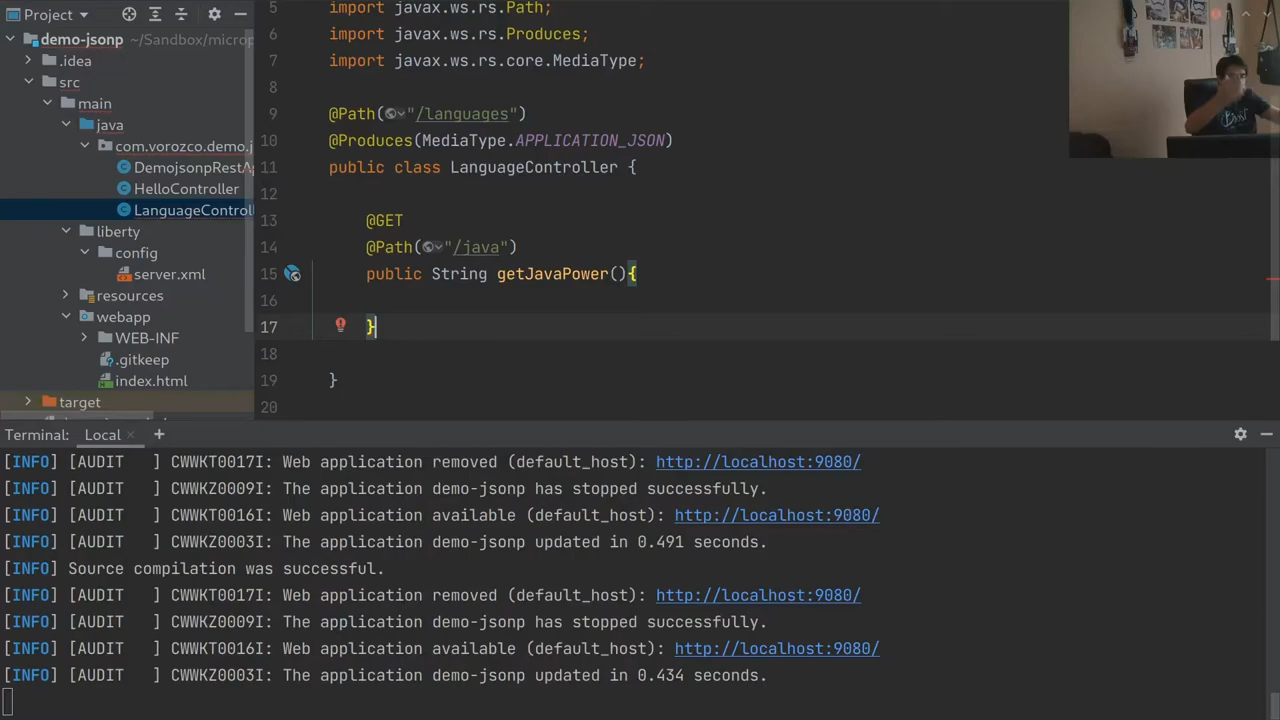 Project
demo-jsonp ~/Sandbox/microp
.idea
src
main
java
com.vorozco.demo.j
DemojsonpRestA
HelloController
LanguageControl
liberty
config
server.xml
resources
webapp
WEB-INF
.gitkeep
index.html
target
5 import javax.ws.rs.Path;
6 import javax.ws.rs.Produces;
7 import javax.ws.rs.core.MediaType;
8
9 @Path("/languages")
10 @Produces(MediaType.APPLICATION_JSON)
11 public class LanguageController {
12
13 @GET
14 @Path("/java")
15 public String getJavaPower(){
16
17 }
18
19 }
20
Terminal: Local
[INFO] [AUDIT   ] CWWKT0017I: Web application removed (default_host): http://localhost:9080/
[INFO] [AUDIT   ] CWWKZ0009I: The application demo-jsonp has stopped successfully.
[INFO] [AUDIT   ] CWWKT0016I: Web application available (default_host): http://localhost:9080/
[INFO] [AUDIT   ] CWWKZ0003I: The application demo-jsonp updated in 0.491 seconds.
[INFO] Source compilation was successful.
[INFO] [AUDIT   ] CWWKT0017I: Web application removed (default_host): http://localhost:9080/
[INFO] [AUDIT   ] CWWKZ0009I: The application demo-jsonp has stopped successfully.
[INFO] [AUDIT   ] CWWKT0016I: Web application available (default_host): http://localhost:9080/
[INFO] [AUDIT   ] CWWKZ0003I: The application demo-jsonp updated in 0.434 seconds.